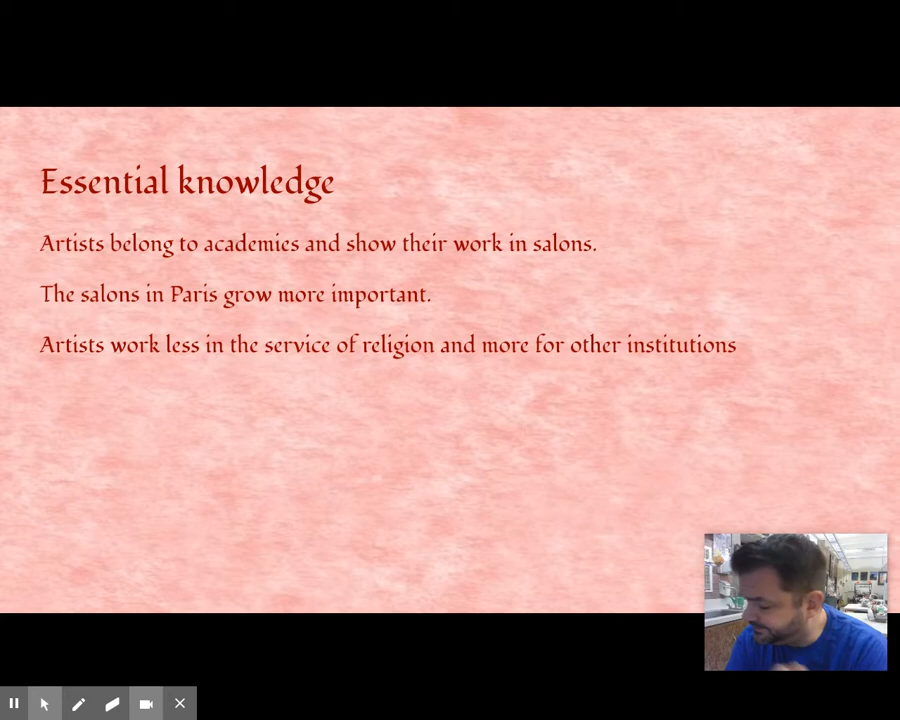 Essential knowledge
Artists belong to academies and show their work in salons.
The salons in Paris grow more important.
Artists work less in the service of religion and more for other institutions